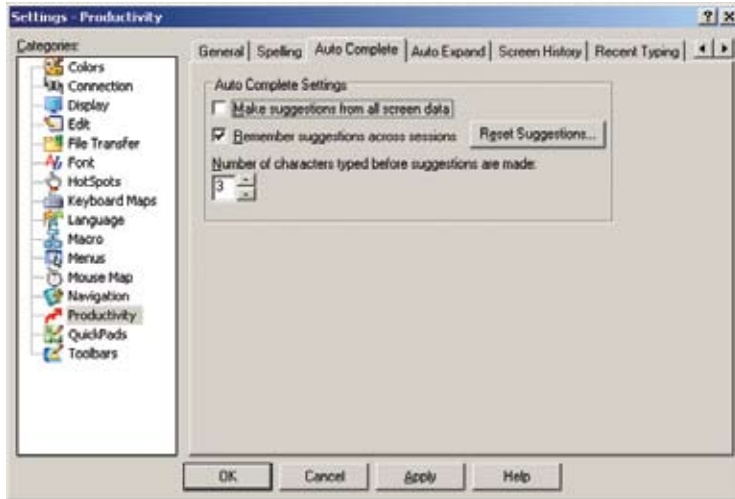 Settings - Productivity
Categories:
Colors
Connection
Display
Edit
File Transfer
Font
HotSpots
Keyboard Maps
Language
Macro
Menus
Mouse Map
Navigation
Productivity
QuickPads
Toolbars
General Spelling Auto Complete Auto Expand Screen History Recent Typing
Auto Complete Settings
Make suggestions from all screen data
Remember suggestions across sessions Reset Suggestions...
Number of characters typed before suggestions are made:
3
OK Cancel Apply Help